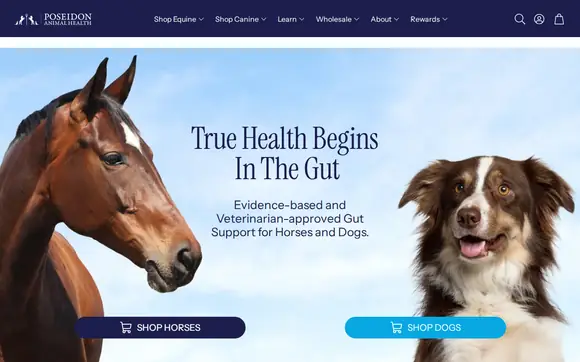 POSEIDON
ANIMAL HEALTH
Shop Equine
Shop Canine
Learn
Wholesale
About
Rewards
True Health Begins
In The Gut
Evidence-based and
Veterinarian-approved Gut
Support for Horses and Dogs.
SHOP HORSES
SHOP DOGS